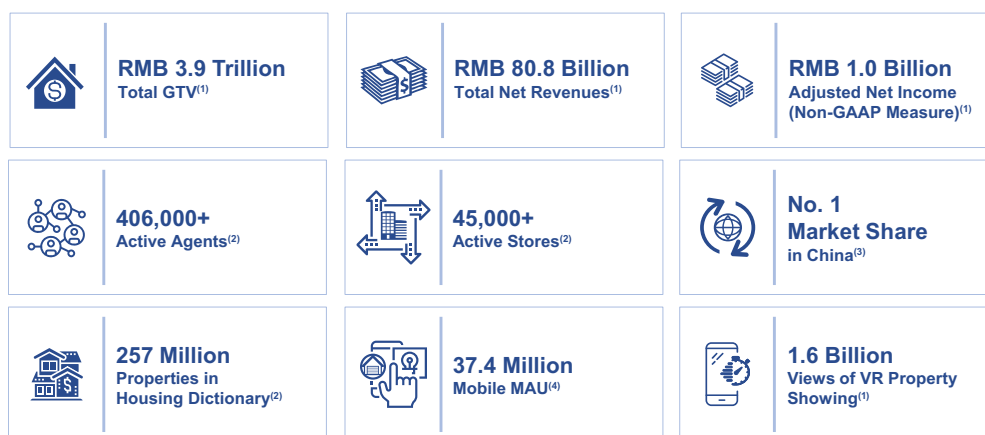 RMB 3.9 Trillion
Total GTV(1)
RMB 80.8 Billion
Total Net Revenues(1)
RMB 1.0 Billion
Adjusted Net Income
(Non-GAAP Measure)(1)
406,000+
Active Agents(2)
45,000+
Active Stores(2)
No. 1
Market Share
in China(3)
257 Million
Properties in
Housing Dictionary(2)
37.4 Million
Mobile MAU(4)
1.6 Billion
Views of VR Property
Showing(1)